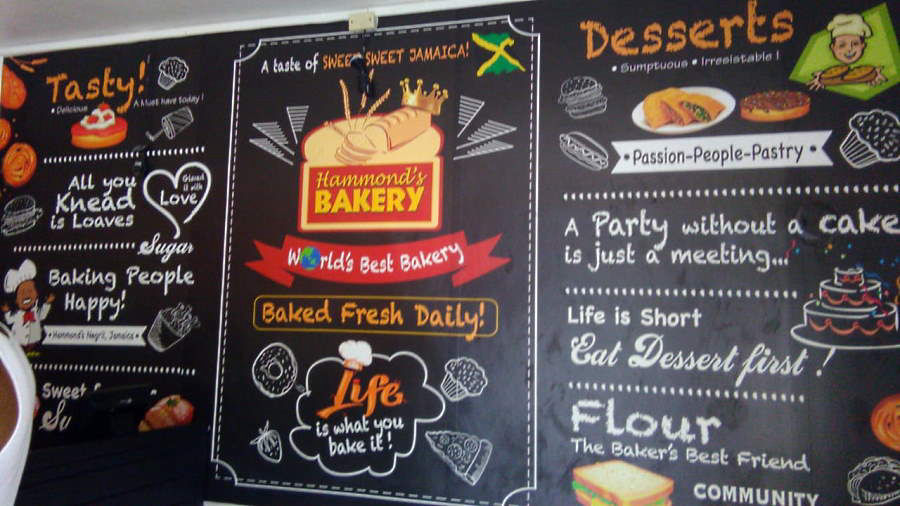 Tasty!
• Delicious
A Must have today!
All you
Knead
is Loaves
Glazed
it with
Love
Sugar
Baking People
Happy!
• Hammond's Negril, Jamaica •
Sweet
A taste of SWEET SWEET JAMAICA!
Hammond's
BAKERY
World's Best Bakery
Baked Fresh Daily!
Life
is what you
bake it!
Desserts
• Sumptuous • Irresistable!
• Passion-People-Pastry •
A Party without a cake
is just a meeting...
Life is Short
Eat Dessert first!
Flour
The Baker's Best Friend
COMMUNITY